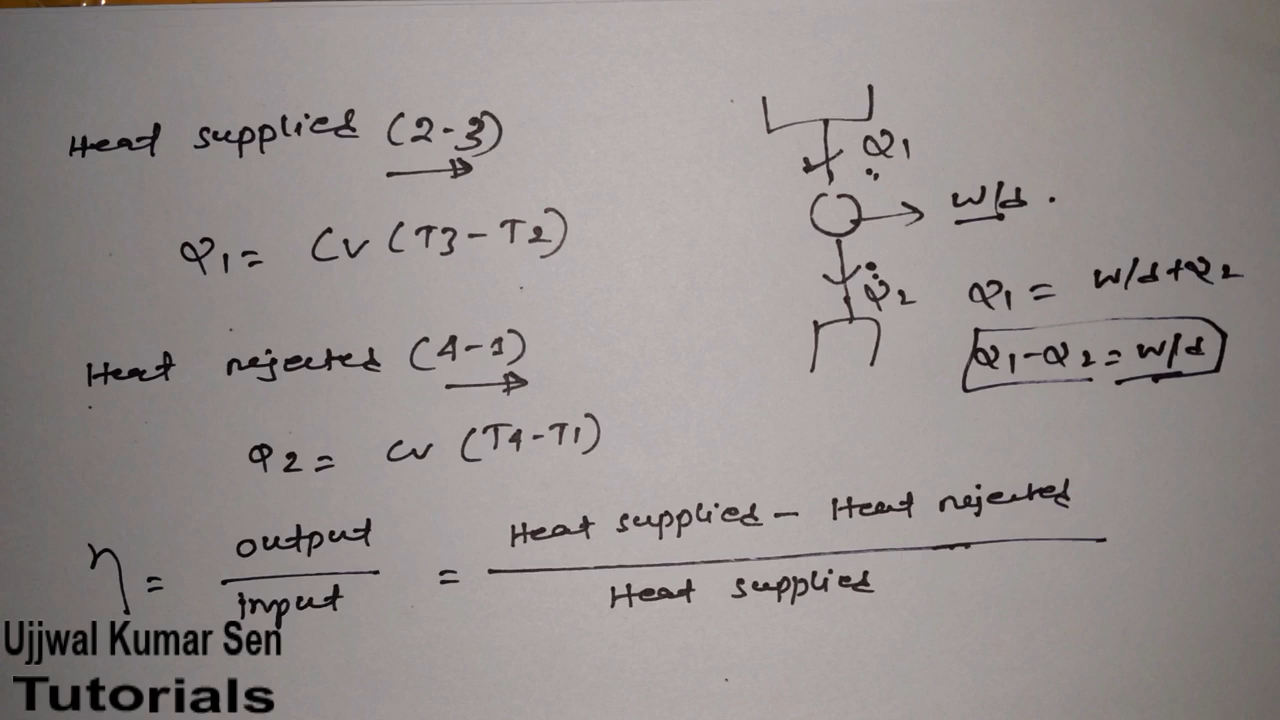 Heat supplied (2-3)
Q1 = Cv (T3-T2)
Heat rejected (4-1)
Q2 = Cv (T4-T1)
η = output / input = Heat supplied - Heat rejected / Heat supplied
Q1
W/d.
Q2
Q1 = W/d+Q2
Q1-Q2 = W/d
Ujjwal Kumar Sen
Tutorials